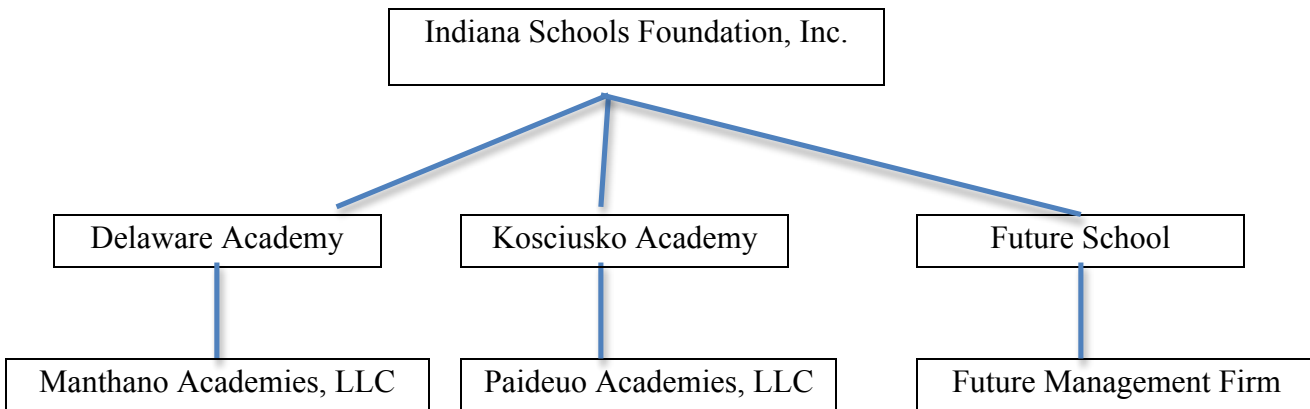 Indiana Schools Foundation, Inc.
Delaware Academy
Kosciusko Academy
Future School
Manthano Academies, LLC
Paideuo Academies, LLC
Future Management Firm